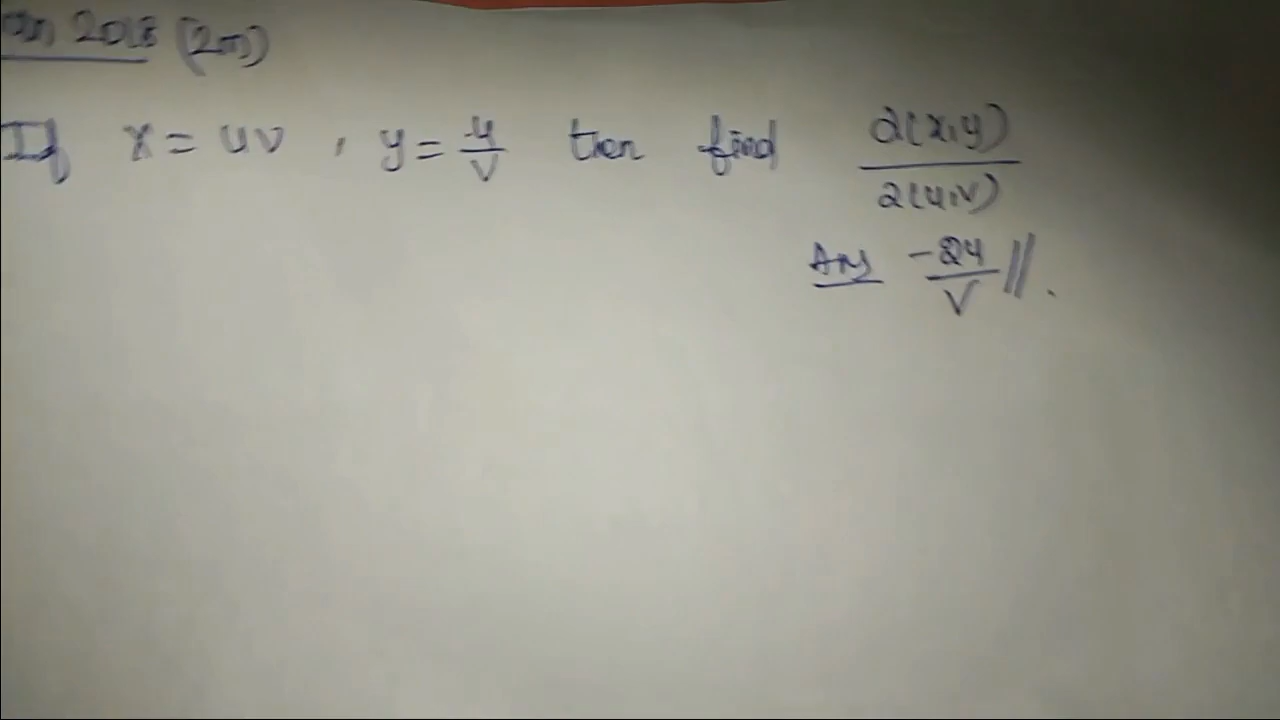 2018 (2m)
If x = uv , y = u/v then find ∂(x,y)/∂(u,v)
Ans -2u/v //.